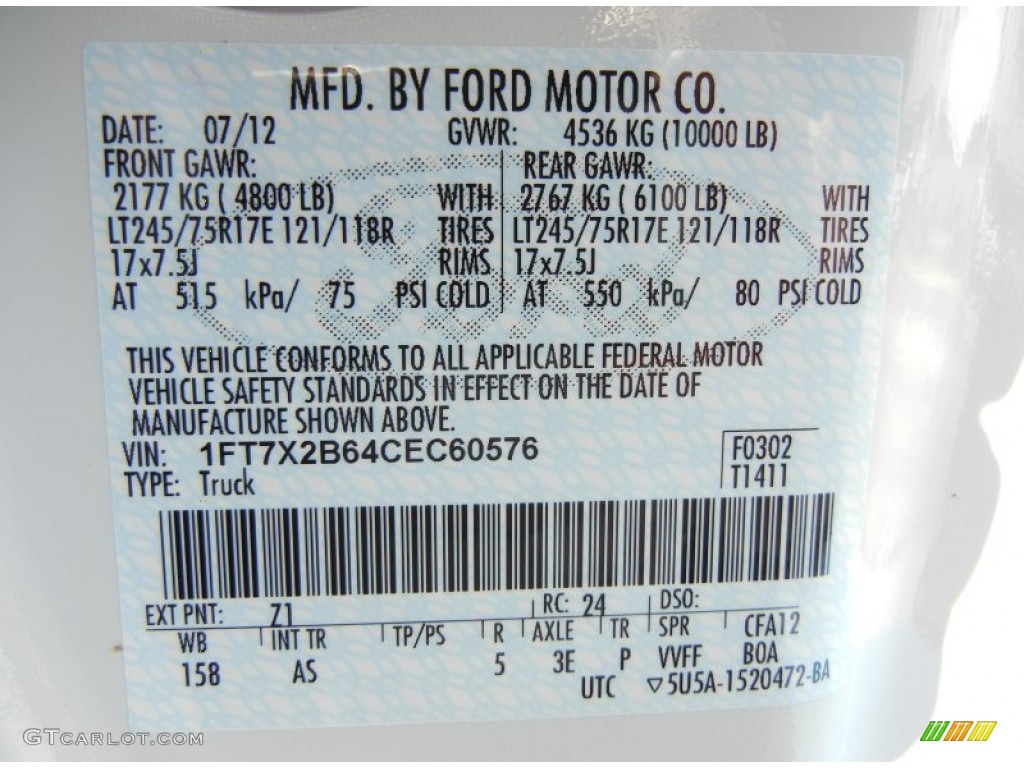 MFD. BY FORD MOTOR CO.
DATE: 07/12 GVWR: 4536 KG (10000 LB)
FRONT GAWR: REAR GAWR:
2177 KG ( 4800 LB) WITH 2767 KG ( 6100 LB) WITH
LT245/75R17E 121/118R TIRES LT245/75R17E 121/118R TIRES
17x7.5J RIMS 17x7.5J RIMS
AT 515 kPa/ 75 PSI COLD AT 550 kPa/ 80 PSI COLD
THIS VEHICLE CONFORMS TO ALL APPLICABLE FEDERAL MOTOR
VEHICLE SAFETY STANDARDS IN EFFECT ON THE DATE OF
MANUFACTURE SHOWN ABOVE.
VIN: 1FT7X2B64CEC60576 F0302
TYPE: Truck T1411
EXT PNT: Z1 RC: 24 DSO:
WB INT TR TP/PS R AXLE TR SPR CFA12
158 AS 5 3E P VVFF BOA
UTC ▽5U5A-1520472-BA
GTCARLOT.COM